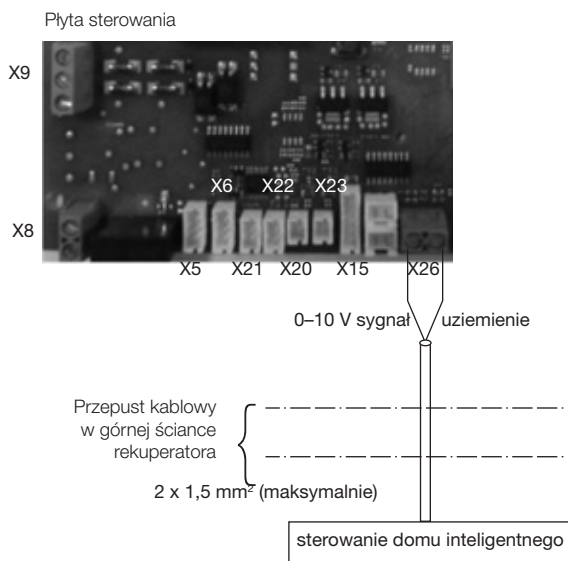 Płyta sterowania
X9
X6 X22 X23
X8
X5 X21 X20 X15 X26
0–10 V sygnał uziemienie
Przepust kablowy
w górnej ściance
rekuperatora
2 x 1,5 mm² (maksymalnie)
sterowanie domu inteligentnego